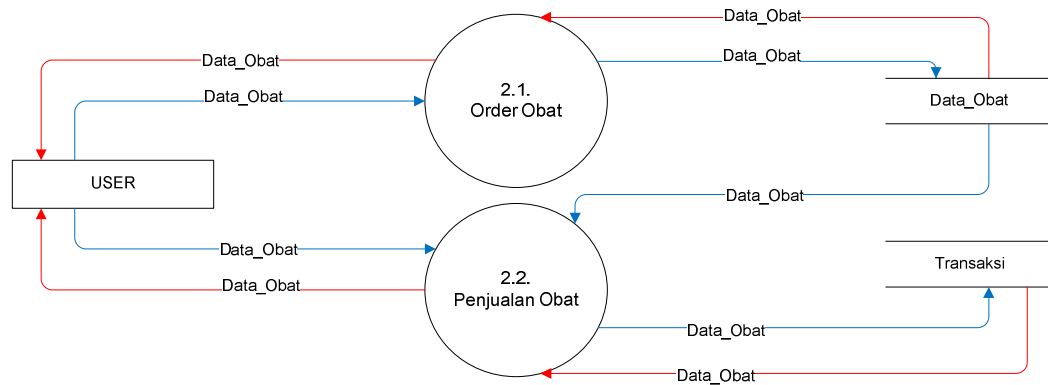 Data_Obat
Data_Obat
Data_Obat
Data_Obat
2.1.
Order Obat
Data_Obat
USER
Data_Obat
Data_Obat
Transaksi
2.2.
Penjualan Obat
Data_Obat
Data_Obat
Data_Obat